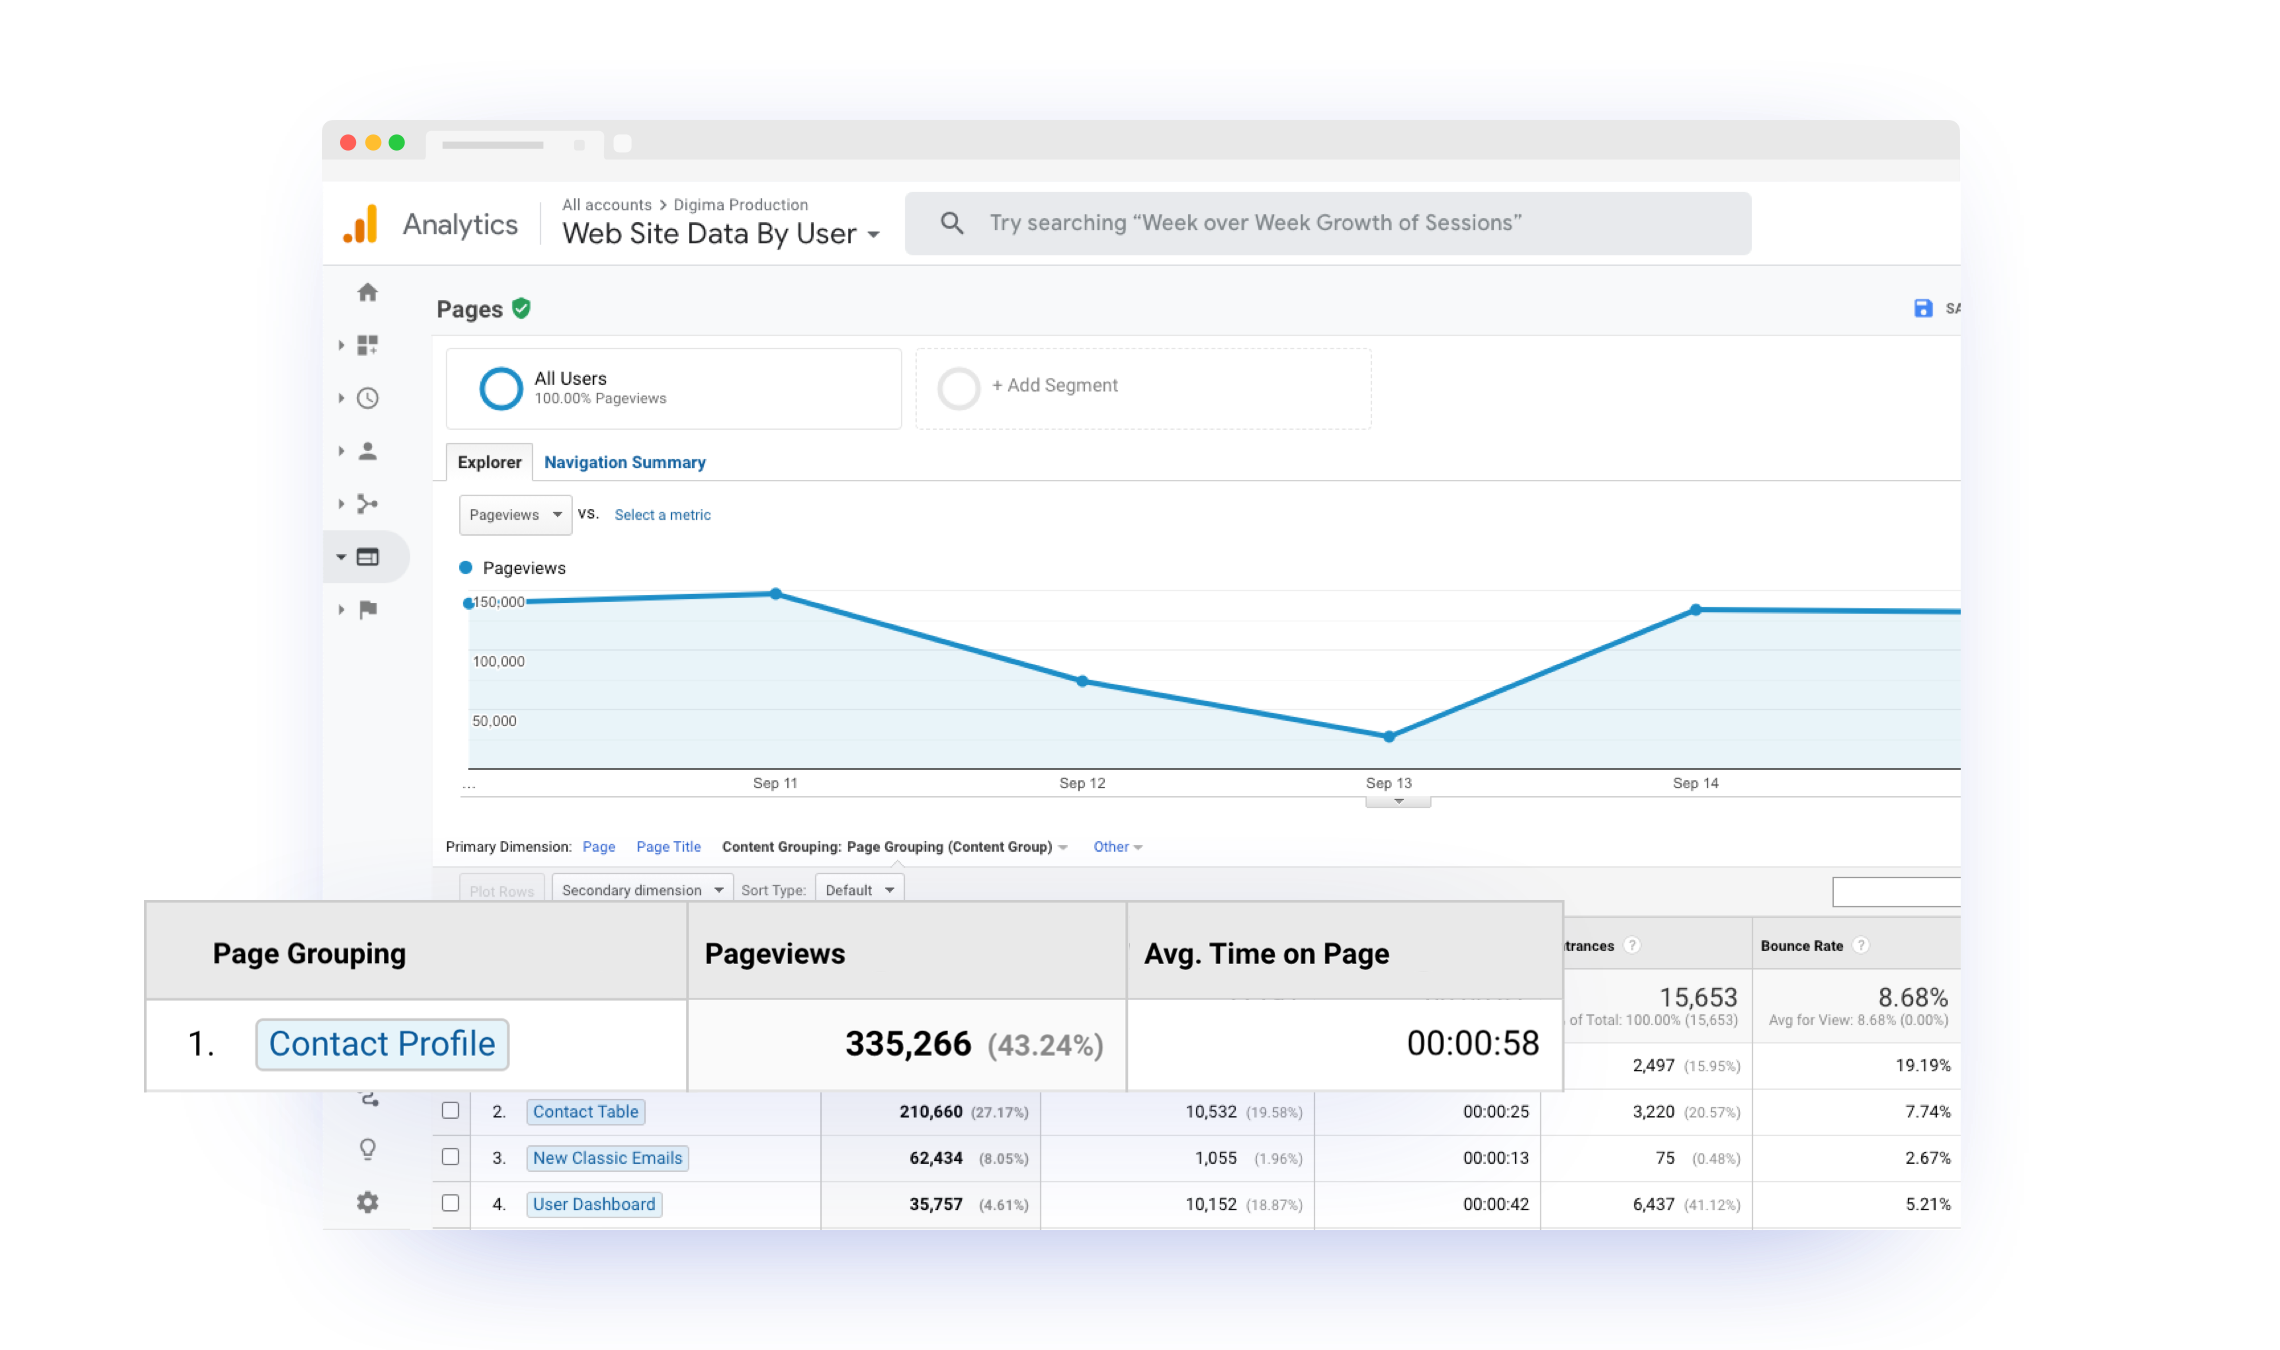 Analytics
All accounts > Digima Production
Web Site Data By User
Try searching “Week over Week Growth of Sessions”
Pages
All Users
100.00% Pageviews
+ Add Segment
Explorer
Navigation Summary
Pageviews
VS.
Select a metric
Pageviews
150,000
100,000
50,000
...
Sep 11
Sep 12
Sep 13
Sep 14
Primary Dimension: Page Page Title Content Grouping: Page Grouping (Content Group) Other
Plot Rows Secondary dimension Sort Type: Default
Page Grouping Pageviews Avg. Time on Page trances ? Bounce Rate ?
15,653 8.68%
of Total: 100.00% (15,653) Avg for View: 8.68% (0.00%)
1. Contact Profile 335,266 (43.24%) 00:00:58 2,497 (15.95%) 19.19%
2. Contact Table 210,660 (27.17%) 10,532 (19.58%) 00:00:25 3,220 (20.57%) 7.74%
3. New Classic Emails 62,434 (8.05%) 1,055 (1.96%) 00:00:13 75 (0.48%) 2.67%
4. User Dashboard 35,757 (4.61%) 10,152 (18.87%) 00:00:42 6,437 (41.12%) 5.21%